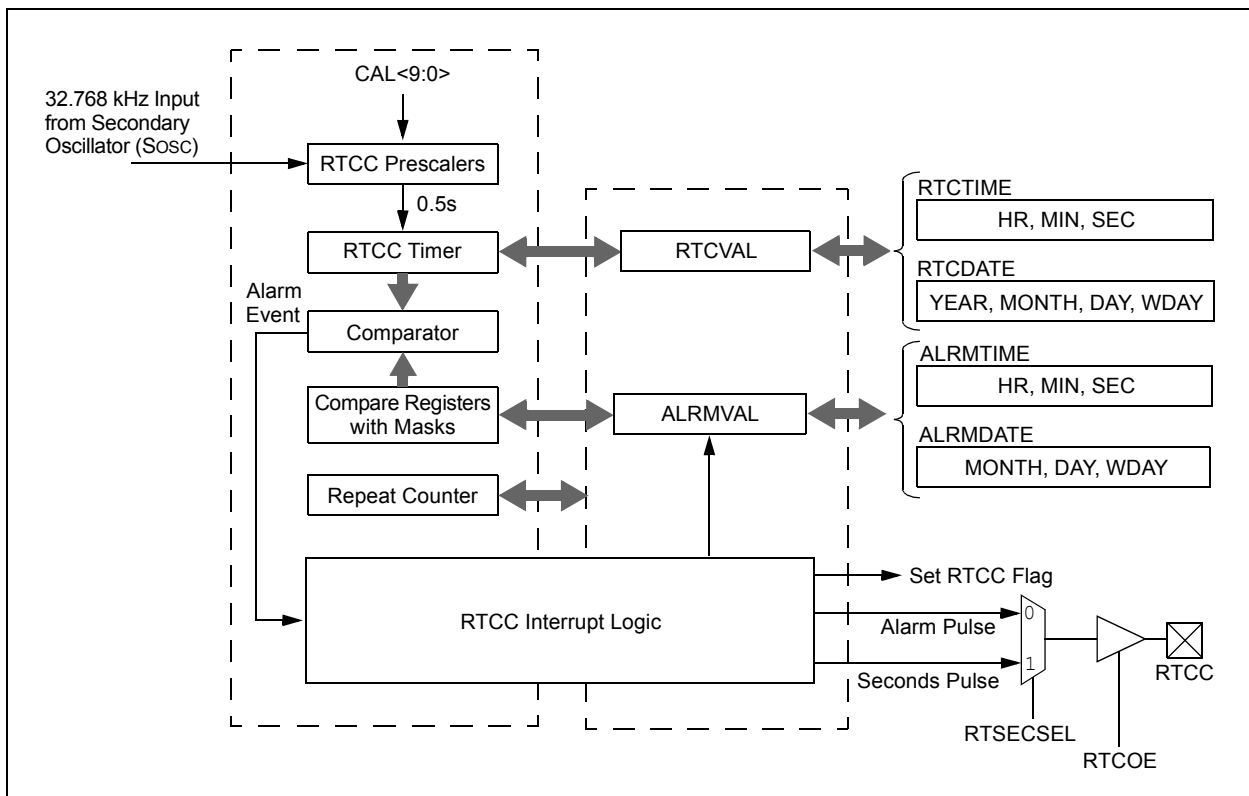 CAL<9:0>
32.768 kHz Input
from Secondary
Oscillator (SOSC)
RTCC Prescalers
0.5s
RTCC Timer
Alarm
Event
Comparator
Compare Registers
with Masks
Repeat Counter
RTCC Interrupt Logic
RTCVAL
ALRMVAL
RTCTIME
HR, MIN, SEC
RTCDATE
YEAR, MONTH, DAY, WDAY
ALRMTIME
HR, MIN, SEC
ALRMDATE
MONTH, DAY, WDAY
Set RTCC Flag
Alarm Pulse
Seconds Pulse
0
1
RTSECSEL
RTCOE
RTCC